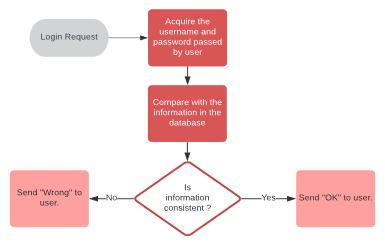 Login Request
Acquire the
username and
password passed
by user
Compare with the
information in the
database
Is
information
consistent ?
No
Yes
Send "Wrong" to
user.
Send "OK" to user.